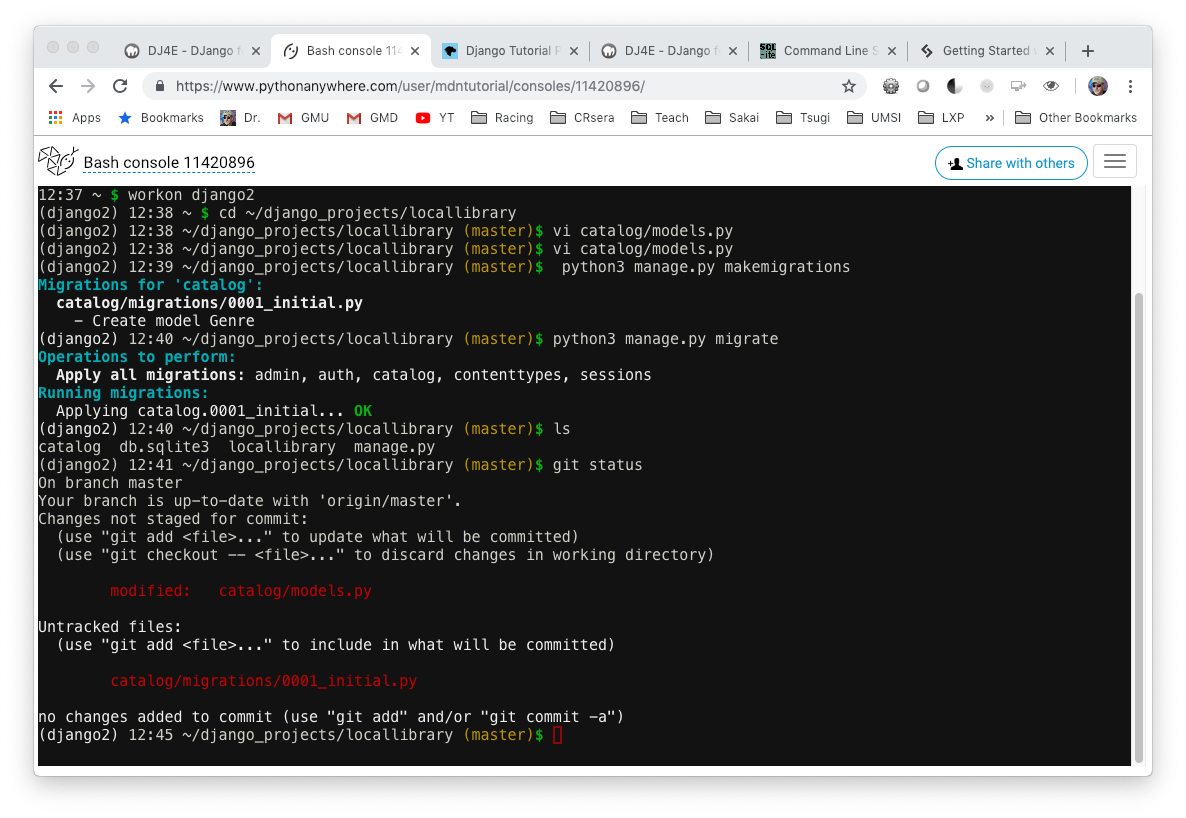 DJ4E - DJango f
Bash console 114
Django Tutorial P
DJ4E - DJango f
Command Line S
Getting Started w
https://www.pythonanywhere.com/user/mdntutorial/consoles/11420896/
Apps Bookmarks Dr. GMU GMD YT Racing CRsera Teach Sakai Tsugi UMSI LXP » Other Bookmarks
Bash console 11420896
Share with others
12:37 ~ $ workon django2
(django2) 12:38 ~ $ cd ~/django_projects/locallibrary
(django2) 12:38 ~/django_projects/locallibrary (master)$ vi catalog/models.py
(django2) 12:38 ~/django_projects/locallibrary (master)$ vi catalog/models.py
(django2) 12:39 ~/django_projects/locallibrary (master)$  python3 manage.py makemigrations
Migrations for 'catalog':
  catalog/migrations/0001_initial.py
    - Create model Genre
(django2) 12:40 ~/django_projects/locallibrary (master)$ python3 manage.py migrate
Operations to perform:
  Apply all migrations: admin, auth, catalog, contenttypes, sessions
Running migrations:
  Applying catalog.0001_initial... OK
(django2) 12:40 ~/django_projects/locallibrary (master)$ ls
catalog  db.sqlite3  locallibrary  manage.py
(django2) 12:41 ~/django_projects/locallibrary (master)$ git status
On branch master
Your branch is up-to-date with 'origin/master'.
Changes not staged for commit:
  (use "git add <file>..." to update what will be committed)
  (use "git checkout -- <file>..." to discard changes in working directory)
        modified:   catalog/models.py
Untracked files:
  (use "git add <file>..." to include in what will be committed)
        catalog/migrations/0001_initial.py
no changes added to commit (use "git add" and/or "git commit -a")
(django2) 12:45 ~/django_projects/locallibrary (master)$